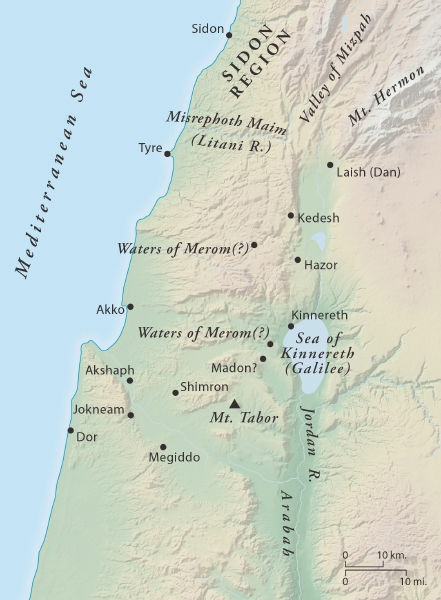 Sidon
SIDON
REGION
Valley of Mizpah
Mt. Hermon
Mediterranean Sea
Misrephoth Maim
(Litani R.)
Tyre
Laish (Dan)
Kedesh
Waters of Merom(?)
Hazor
Akko
Kinnereth
Waters of Merom(?)
Sea of
Kinnereth
(Galilee)
Madon?
Akshaph
Shimron
Jokneam
Mt. Tabor
Dor
Jordan R.
Megiddo
Arabah
0 10 km.
0 10 mi.